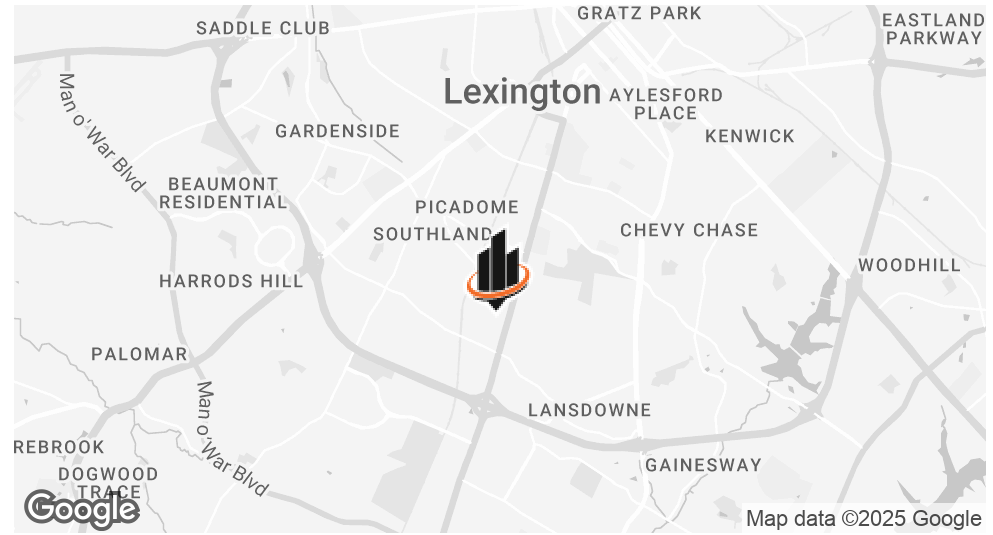 GRATZ PARK
SADDLE CLUB
EASTLAND
PARKWAY
Man o' War Blvd
Lexington
AYLESFORD
PLACE
GARDENSIDE
KENWICK
BEAUMONT
RESIDENTIAL
PICADOME
SOUTHLAND
CHEVY CHASE
WOODHILL
HARRODS HILL
PALOMAR
Man o' War Blvd
LANSDOWNE
REBROOK
GAINESWAY
DOGWOOD
TRACE
Google
Map data ©2025 Google